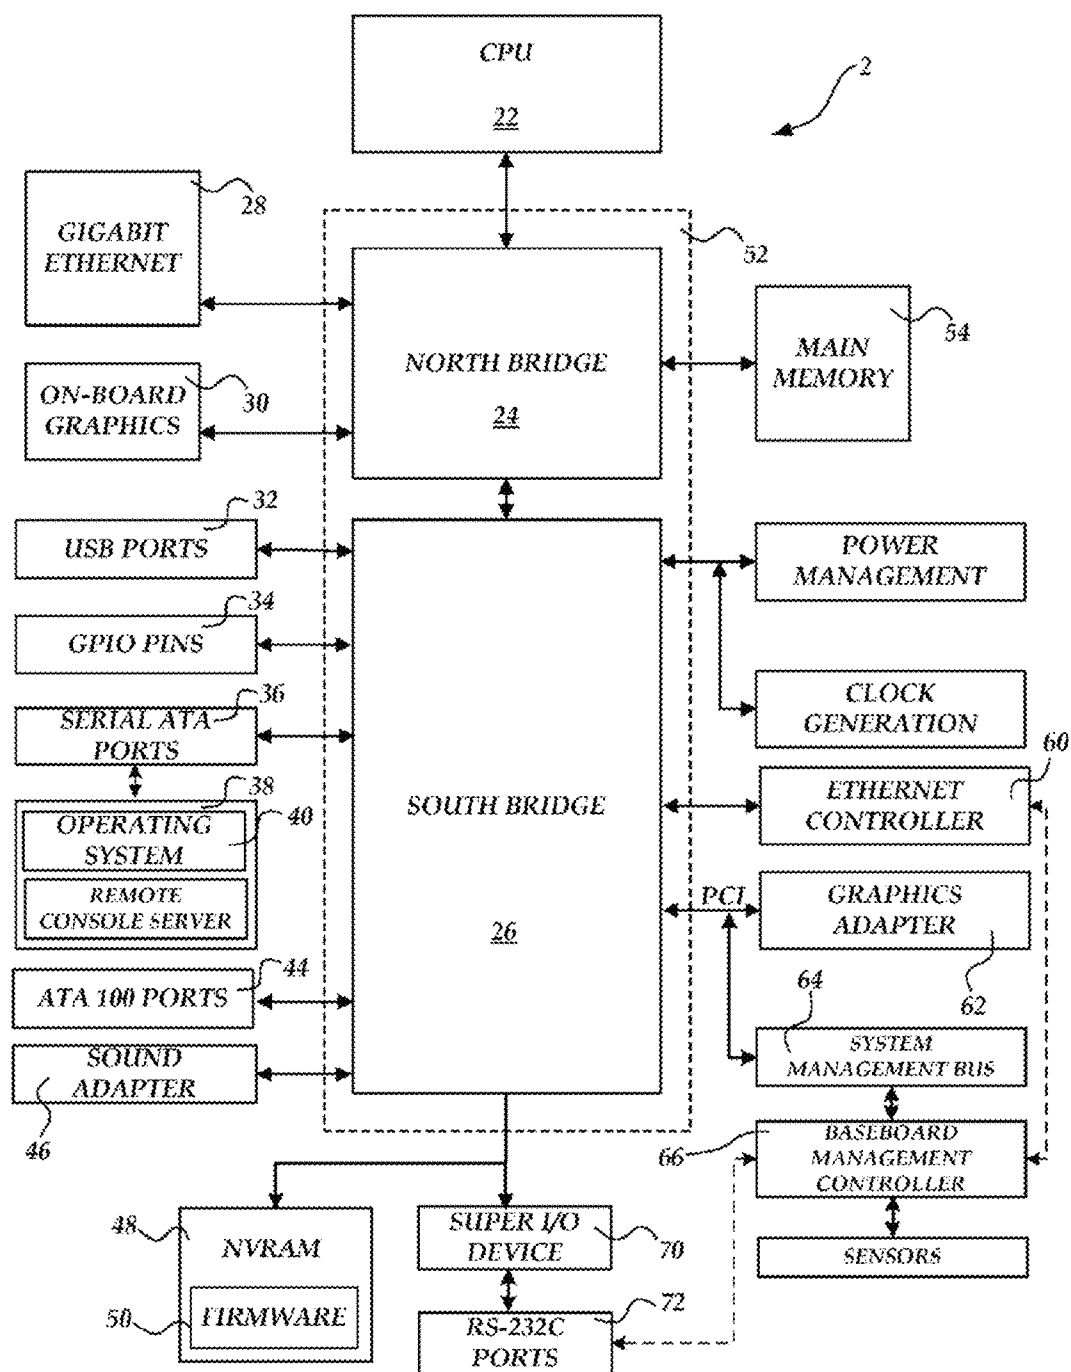 CPU
22
2
GIGABIT
ETHERNET
28
52
NORTH BRIDGE
24
MAIN
MEMORY
54
ON-BOARD
GRAPHICS
30
USB PORTS
32
GPIO PINS
34
SERIAL ATA
PORTS
36
38
OPERATING
SYSTEM
40
REMOTE
CONSOLE SERVER
ATA 100 PORTS
44
SOUND
ADAPTER
46
SOUTH BRIDGE
26
POWER
MANAGEMENT
CLOCK
GENERATION
ETHERNET
CONTROLLER
60
PCI
GRAPHICS
ADAPTER
62
64
SYSTEM
MANAGEMENT BUS
66
BASEBOARD
MANAGEMENT
CONTROLLER
SENSORS
48
NVRAM
50
FIRMWARE
SUPER I/O
DEVICE
70
72
RS-232C
PORTS